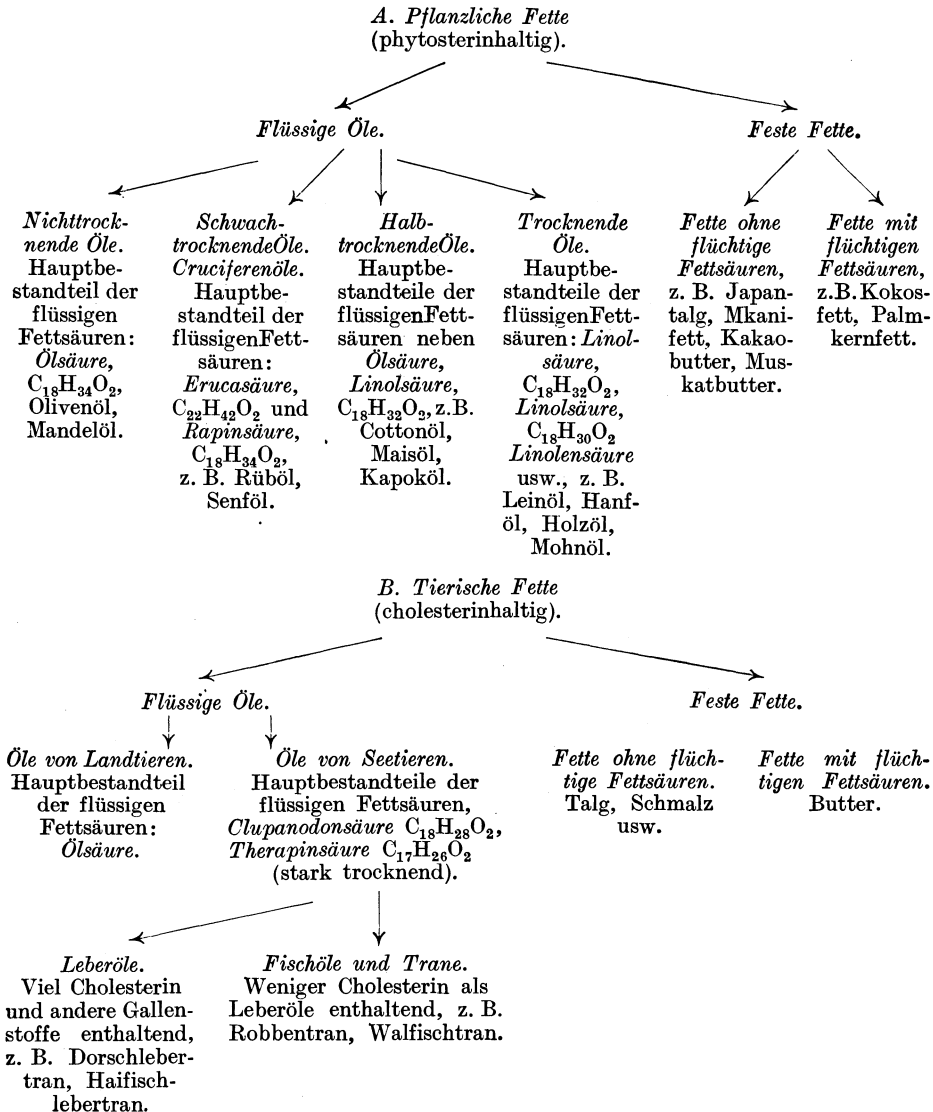 A. Pflanzliche Fette
(phytosterinhaltig).
Flüssige Öle.
Feste Fette.
Nichttrock-
nende Öle.
Hauptbe-
standteil der
flüssigen
Fettsäuren:
Ölsäure,
C₁₈H₃₄O₂,
Olivenöl,
Mandelöl.
Schwach-
trocknendeÖle.
Cruciferenöle.
Hauptbe-
standteil der
flüssigenFett-
säuren:
Erucasäure,
C₂₂H₄₂O₂ und
Rapinsäure,
C₁₈H₃₄O₂,
z. B. Rüböl,
Senföl.
Halb-
trocknendeÖle.
Hauptbe-
standteile der
flüssigenFett-
säuren neben
Ölsäure,
Linolsäure,
C₁₈H₃₂O₂, z.B.
Cottonöl,
Maisöl,
Kapoköl.
Trocknende
Öle.
Hauptbe-
standteile der
flüssigenFett-
säuren: Linol-
säure,
C₁₈H₃₂O₂,
Linolsäure,
C₁₈H₃₀O₂
Linolensäure
usw., z. B.
Leinöl, Hanf-
öl, Holzöl,
Mohnöl.
Fette ohne
flüchtige
Fettsäuren,
z. B. Japan-
talg, Mkani-
fett, Kakao-
butter, Mus-
katbutter.
Fette mit
flüchtigen
Fettsäuren,
z.B. Kokos-
fett, Palm-
kernfett.
B. Tierische Fette
(cholesterinhaltig).
Flüssige Öle.
Feste Fette.
Öle von Landtieren.
Hauptbestandteil
der flüssigen
Fettsäuren:
Ölsäure.
Öle von Seetieren.
Hauptbestandteile der
flüssigen Fettsäuren,
Clupanodonsäure C₁₈H₂₈O₂,
Therapinsäure C₁₇H₂₆O₂
(stark trocknend).
Fette ohne flüch-
tige Fettsäuren.
Talg, Schmalz
usw.
Fette mit flüch-
tigen Fettsäuren.
Butter.
Leberöle.
Viel Cholesterin
und andere Gallen-
stoffe enthaltend,
z. B. Dorschleber-
tran, Haifisch-
lebertran.
Fischöle und Trane.
Weniger Cholesterin als
Leberöle enthaltend, z. B.
Robbentran, Walfischtran.